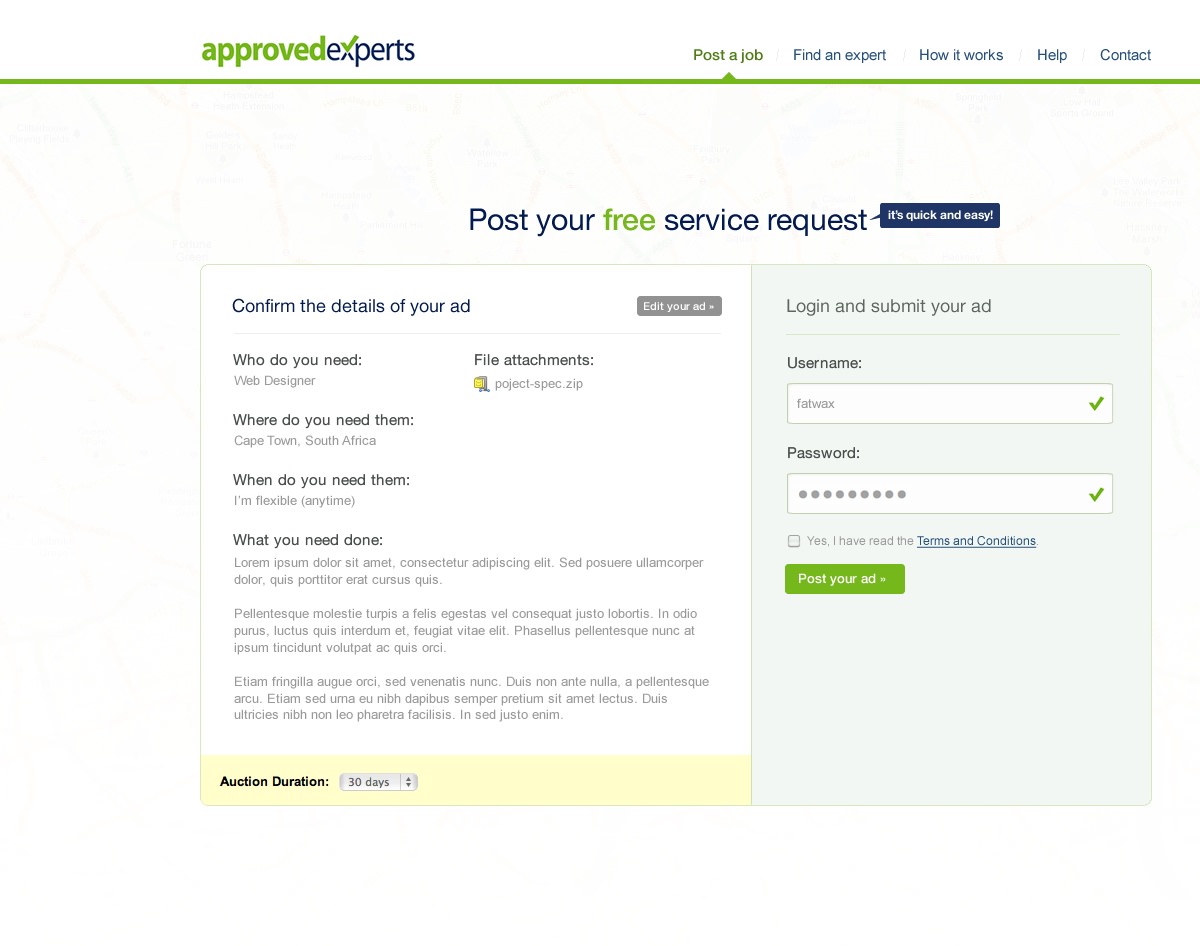 approvedexperts
Post a job
Find an expert
How it works
Help
Contact
Post your free service request
it's quick and easy!
Confirm the details of your ad
Edit your ad »
Who do you need:
Web Designer
File attachments:
poject-spec.zip
Where do you need them:
Cape Town, South Africa
When do you need them:
I'm flexible (anytime)
What you need done:
Lorem ipsum dolor sit amet, consectetur adipiscing elit. Sed posuere ullamcorper
dolor, quis porttitor erat cursus quis.
Pellentesque molestie turpis a felis egestas vel consequat justo lobortis. In odio
purus, luctus quis interdum et, feugiat vitae elit. Phasellus pellentesque nunc at
ipsum tincidunt volutpat ac quis orci.
Etiam fringilla augue orci, sed venenatis nunc. Duis non ante nulla, a pellentesque
arcu. Etiam sed urna eu nibh dapibus semper pretium sit amet lectus. Duis
ultricies nibh non leo pharetra facilisis. In sed justo enim.
Auction Duration:
30 days
Login and submit your ad
Username:
fatwax
Password:
Yes, I have read the Terms and Conditions.
Post your ad »